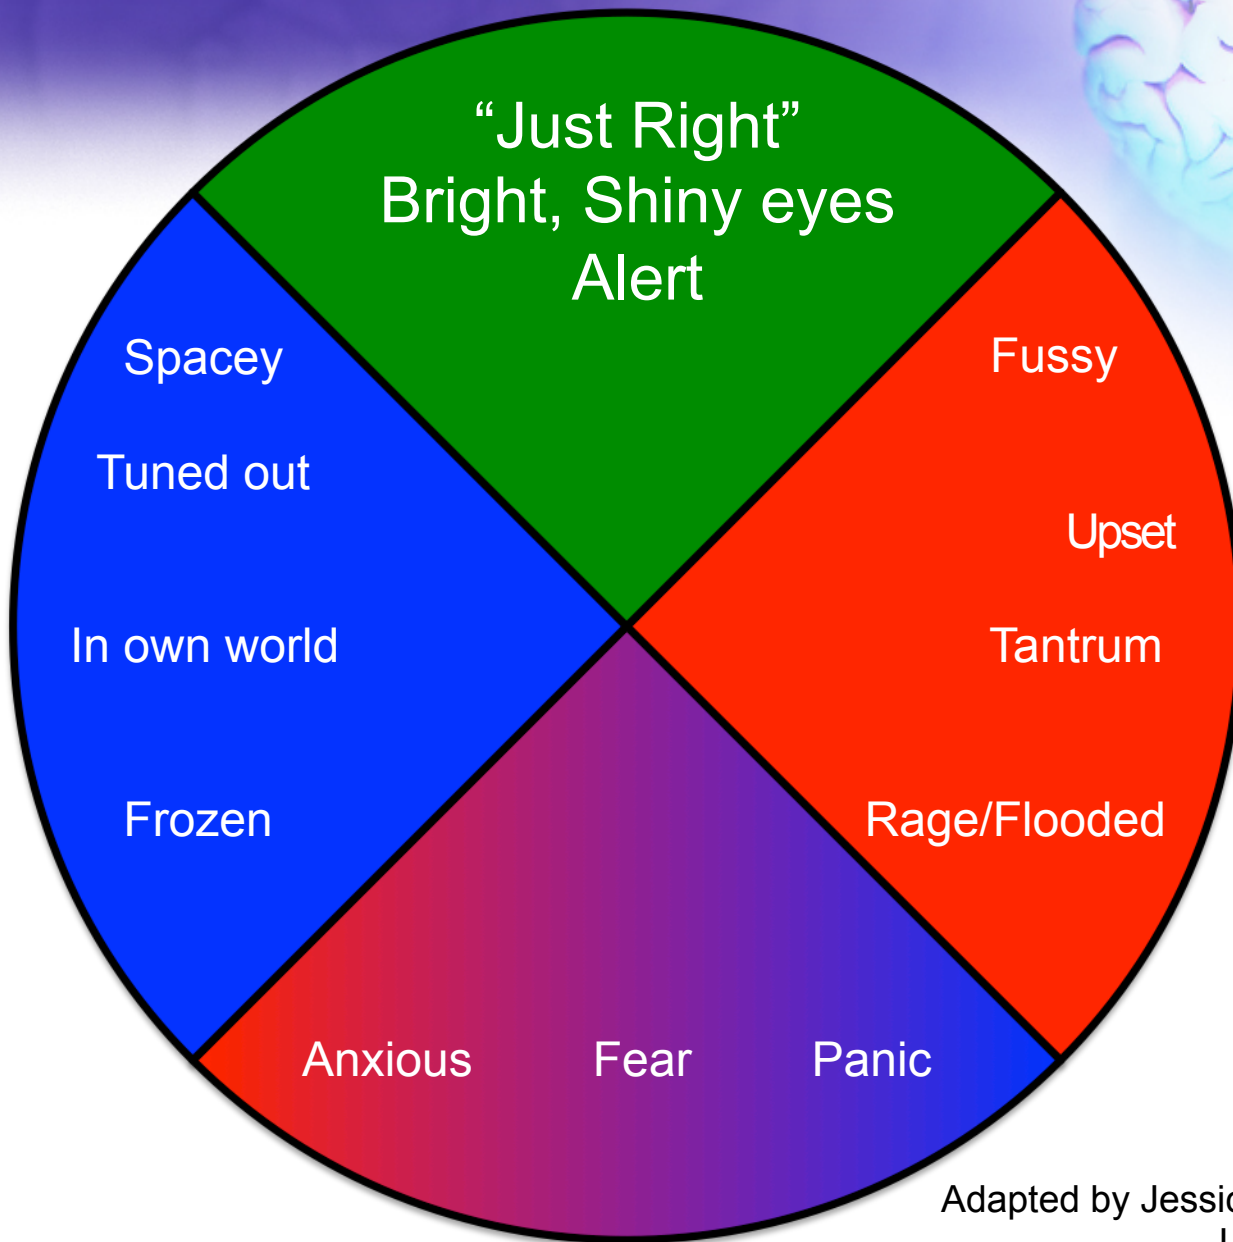 “Just Right”
Bright, Shiny eyes
Alert
Spacey
Tuned out
In own world
Frozen
Fussy
Upset
Tantrum
Rage/Flooded
Anxious Fear Panic
Adapted by